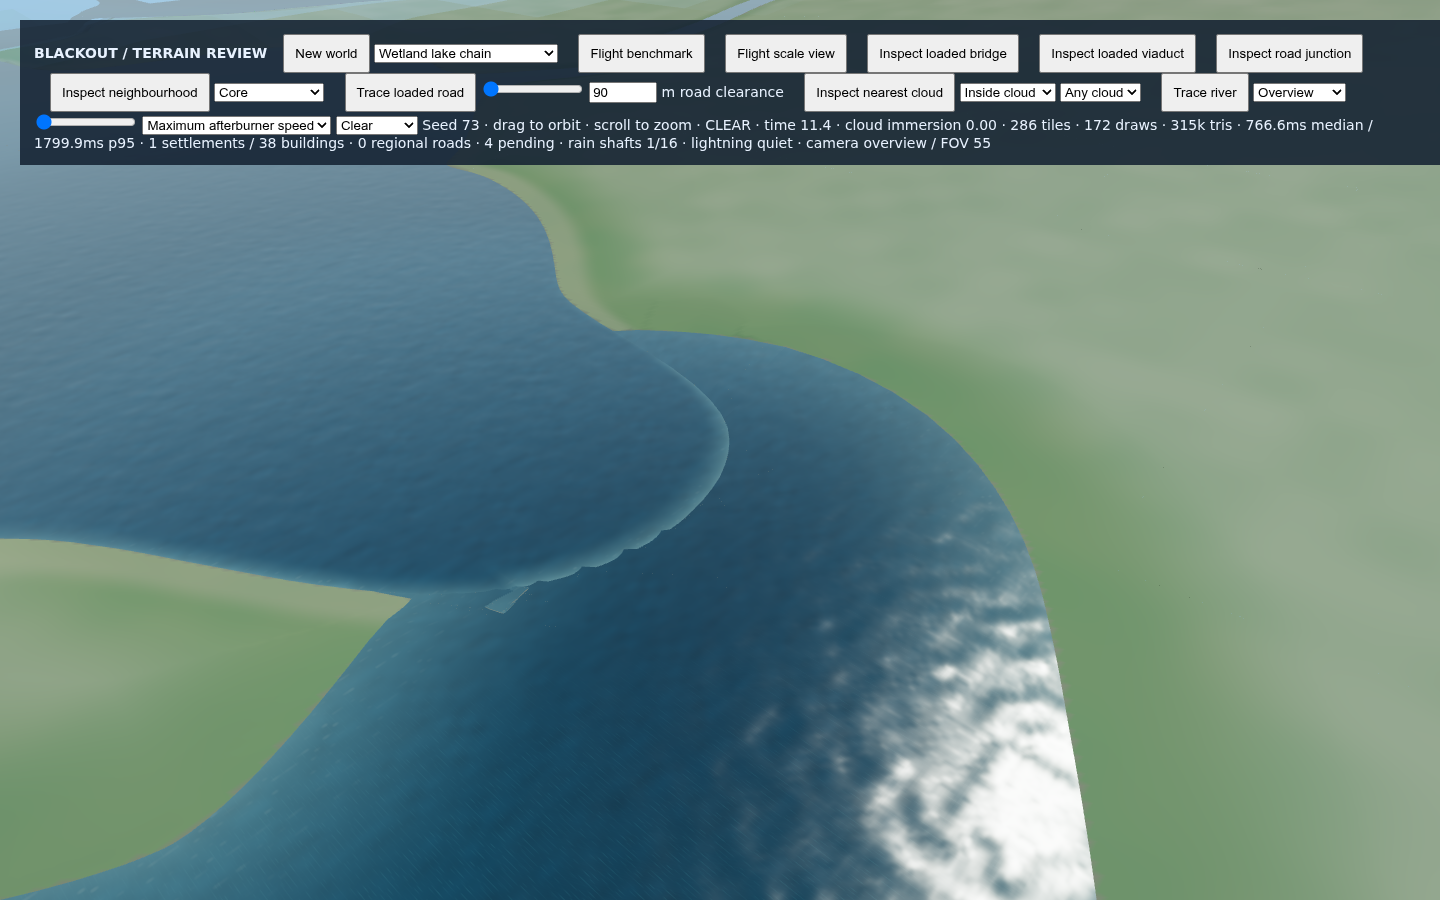 BLACKOUT / TERRAIN REVIEW New world Wetland lake chain Flight benchmark Flight scale view Inspect loaded bridge Inspect loaded viaduct Inspect road junction
Inspect neighbourhood Core Trace loaded road 90 m road clearance Inspect nearest cloud Inside cloud Any cloud Trace river Overview
Maximum afterburner speed Clear Seed 73 · drag to orbit · scroll to zoom · CLEAR · time 11.4 · cloud immersion 0.00 · 286 tiles · 172 draws · 315k tris · 766.6ms median /
1799.9ms p95 · 1 settlements / 38 buildings · 0 regional roads · 4 pending · rain shafts 1/16 · lightning quiet · camera overview / FOV 55